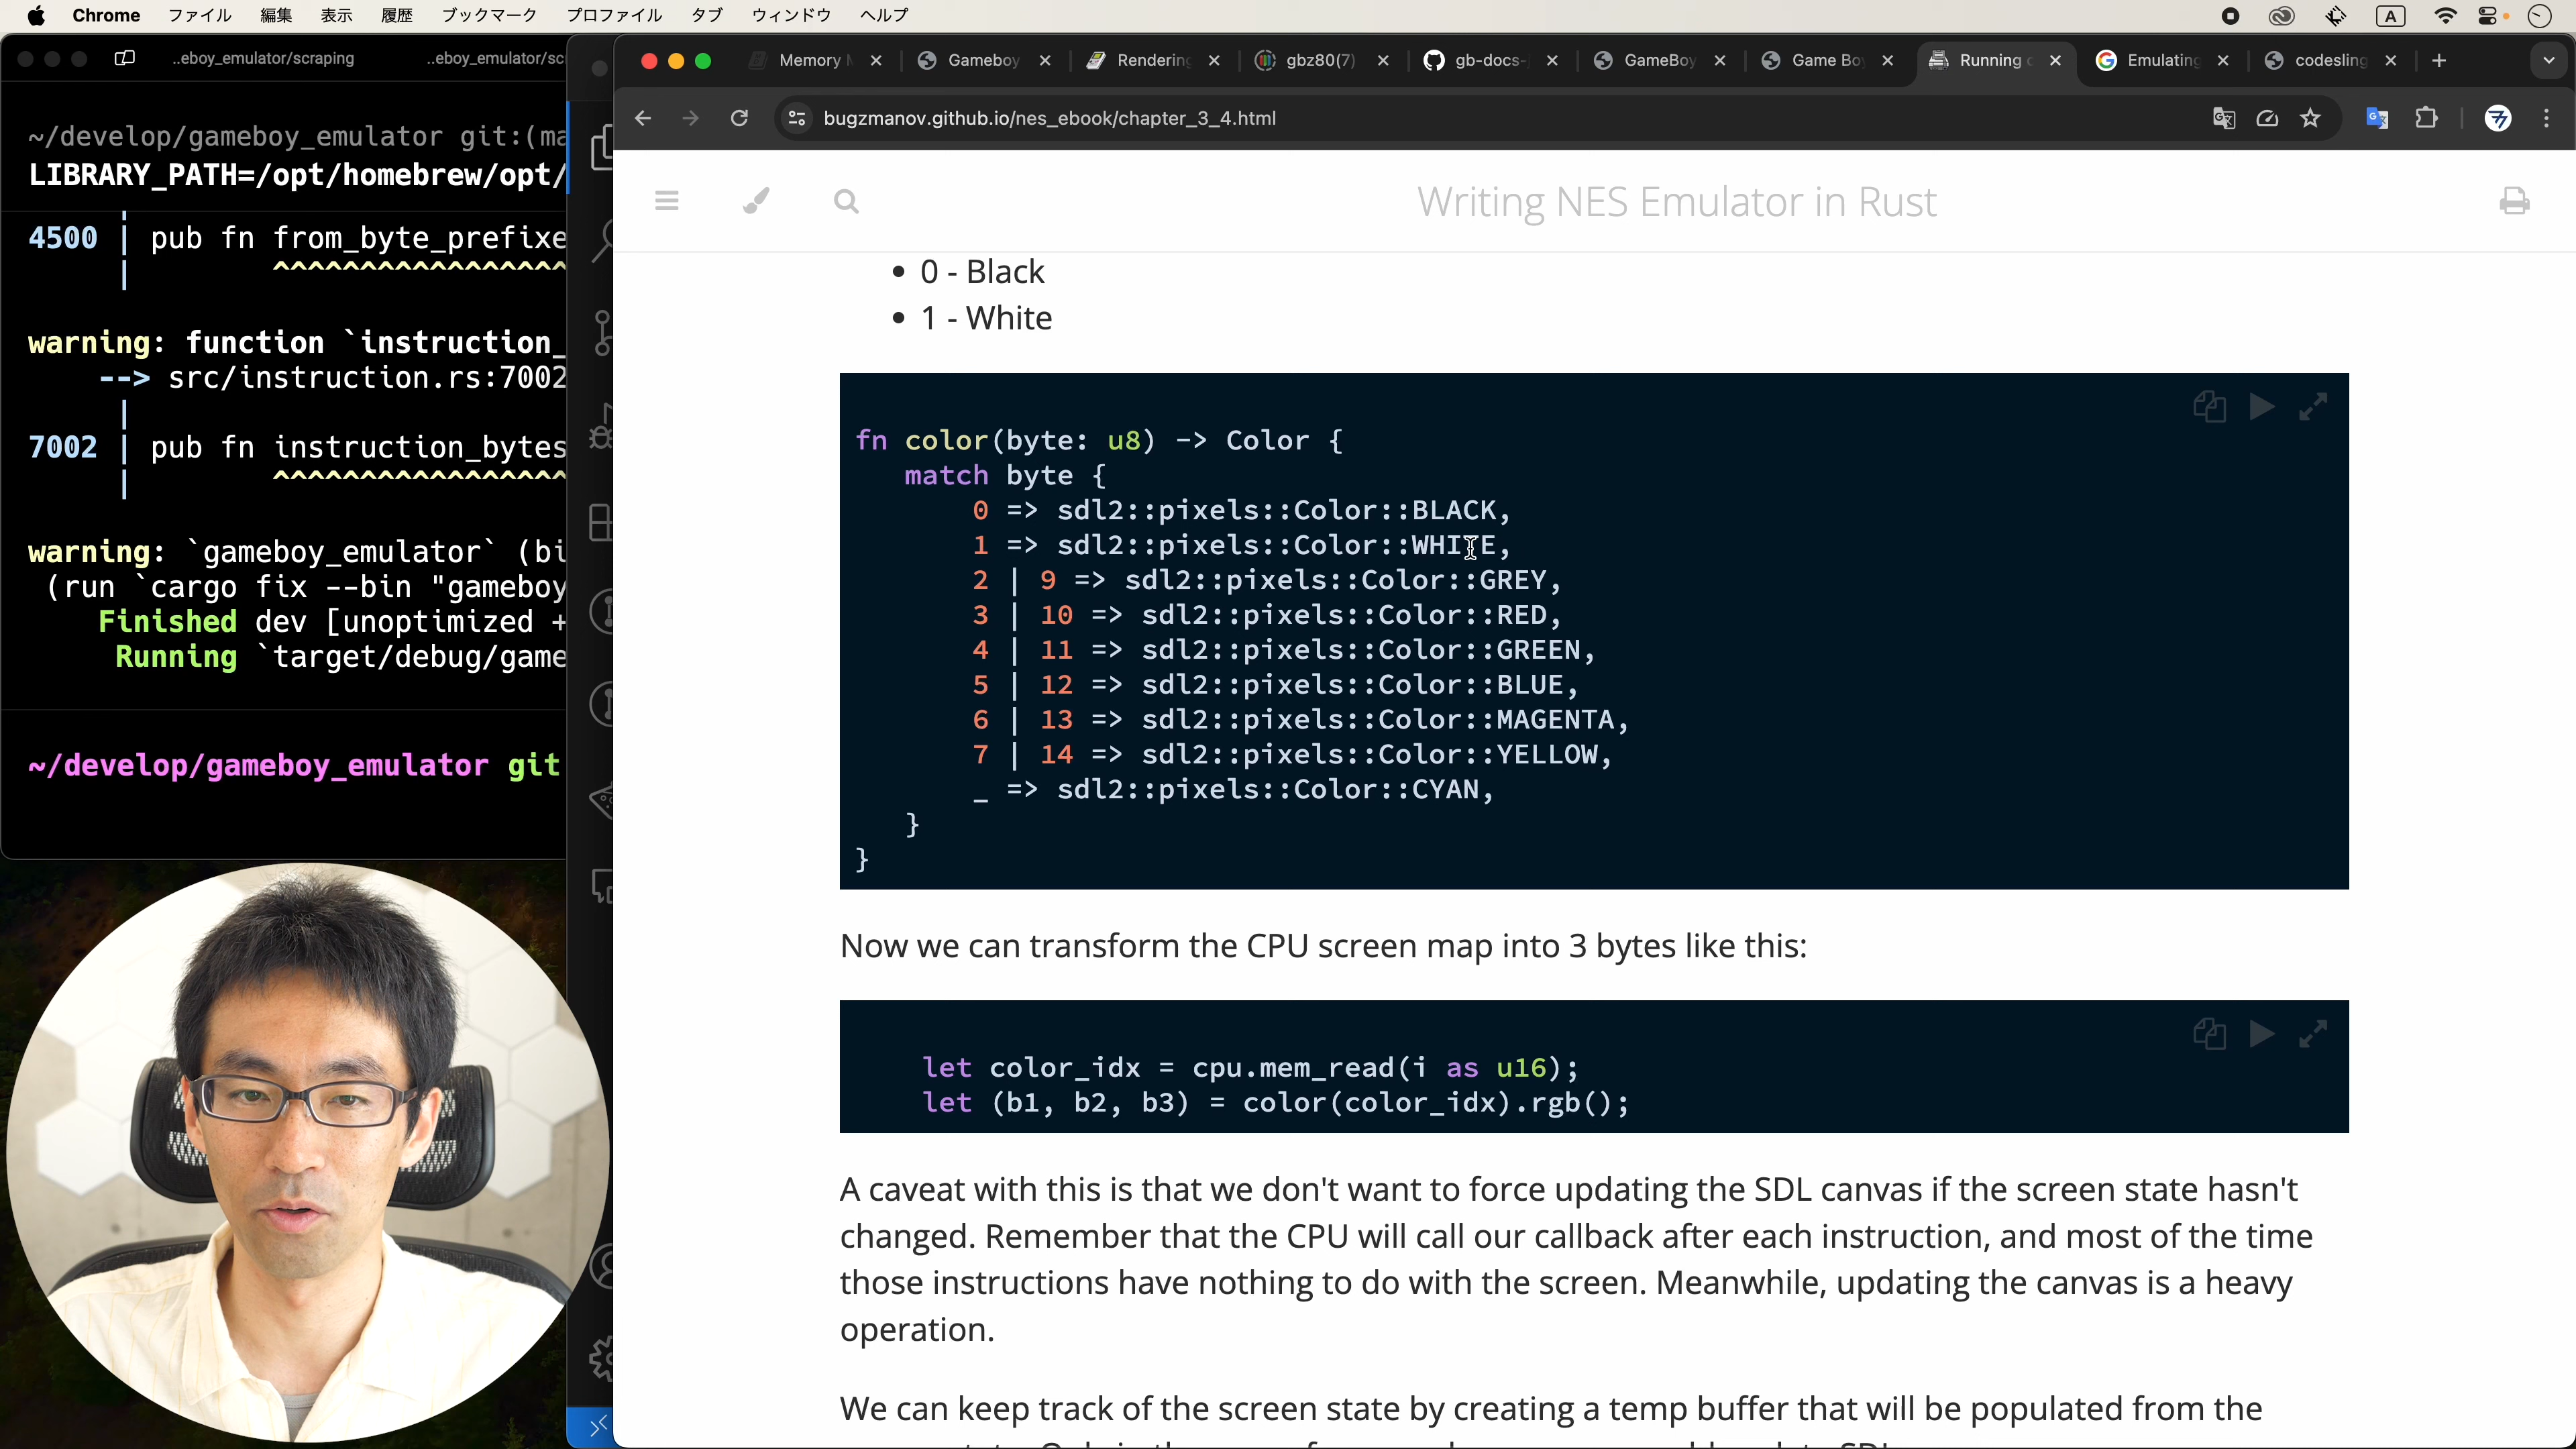 Chrome ファイル 編集 表示 履歴 ブックマーク プロファイル タブ ウィンドウ ヘルプ
A
..eboy_emulator/scraping
..eboy_emulator/sc
~/develop/gameboy_emulator git:(ma
LIBRARY_PATH=/opt/homebrew/opt/
4500 | pub fn from_byte_prefixe
^^^^^^^^^^^^^^^^^
|
warning: function `instruction_
--> src/instruction.rs:7002
|
7002 | pub fn instruction_bytes
| ^^^^^^^^^^^^^^^^^
warning: `gameboy_emulator` (bi
(run `cargo fix --bin "gameboy
Finished dev [unoptimized +
Running `target/debug/game
~/develop/gameboy_emulator git
Memory
Gameboy
Rendering
gbz80(7)
gb-docs-
GameBoy
Game Bo
Running
Emulating
codesling
bugzmanov.github.io/nes_ebook/chapter_3_4.html
Writing NES Emulator in Rust
• 0 - Black
• 1 - White
fn color(byte: u8) -> Color {
match byte {
0 => sdl2::pixels::Color::BLACK,
1 => sdl2::pixels::Color::WHITE,
2 | 9 => sdl2::pixels::Color::GREY,
3 | 10 => sdl2::pixels::Color::RED,
4 | 11 => sdl2::pixels::Color::GREEN,
5 | 12 => sdl2::pixels::Color::BLUE,
6 | 13 => sdl2::pixels::Color::MAGENTA,
7 | 14 => sdl2::pixels::Color::YELLOW,
_ => sdl2::pixels::Color::CYAN,
}
}
Now we can transform the CPU screen map into 3 bytes like this:
let color_idx = cpu.mem_read(i as u16);
let (b1, b2, b3) = color(color_idx).rgb();
A caveat with this is that we don't want to force updating the SDL canvas if the screen state hasn't
changed. Remember that the CPU will call our callback after each instruction, and most of the time
those instructions have nothing to do with the screen. Meanwhile, updating the canvas is a heavy
operation.
We can keep track of the screen state by creating a temp buffer that will be populated from the